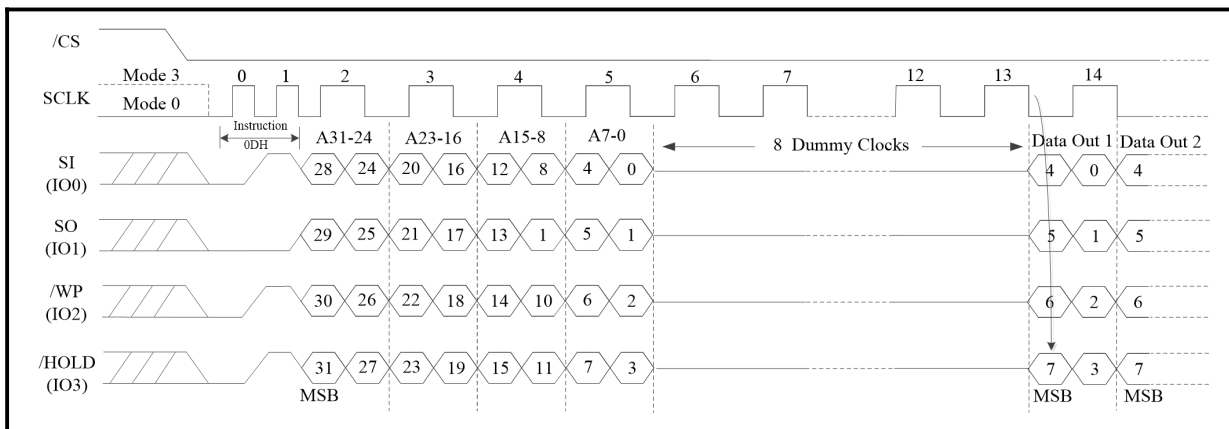 /CS
Mode 3 0 1 2 3 4 5 6 7 12 13 14
SCLK Mode 0
Instruction
0DH
A31-24 A23-16 A15-8 A7-0 8 Dummy Clocks Data Out 1 Data Out 2
SI
(IO0)
28 24 20 16 12 8 4 0 4 0 4
SO
(IO1)
29 25 21 17 13 1 5 1 5 1 5
/WP
(IO2)
30 26 22 18 14 10 6 2 6 2 6
/HOLD
(IO3)
31 27 23 19 15 11 7 3 7 3 7
MSB MSB MSB